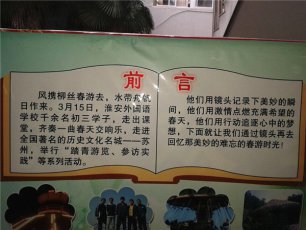 前 言
风携柳丝春游去，水带舟帆
日作来。3月15日，淮安外国语
学校千余名初三学子，走出课
堂，齐奏一曲春天交响乐，走进
全国著名的历史文化名城——苏
州，举行“踏青游览、参访实
践”等系列活动。
他们用镜头记录下美妙的瞬
间，他们用激情点燃充满希望的
春天，他们用行动追逐心中的梦
想，下面就让我们通过镜头再去
回忆那美妙的难忘的春游时光！